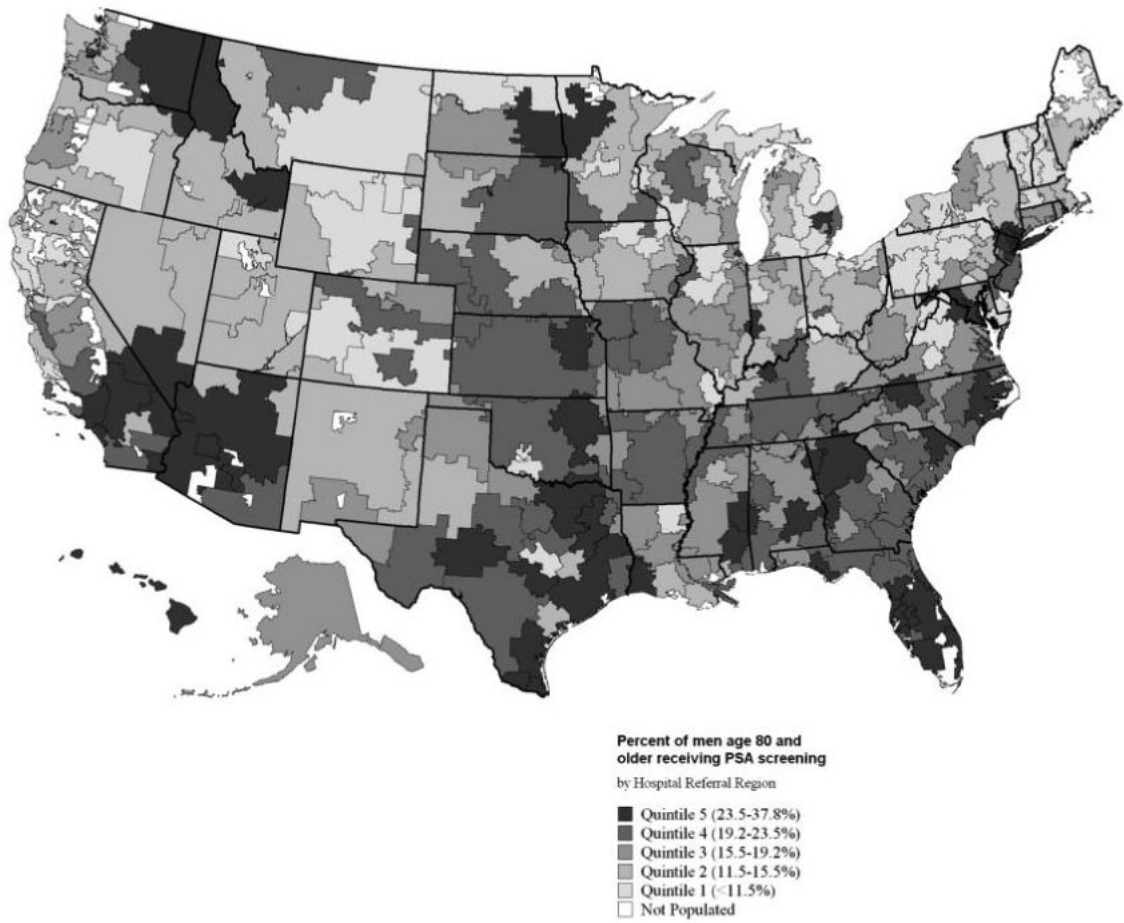 Percent of men age 80 and
older receiving PSA screening
by Hospital Referral Region
Quintile 5 (23.5-37.8%)
Quintile 4 (19.2-23.5%)
Quintile 3 (15.5-19.2%)
Quintile 2 (11.5-15.5%)
Quintile 1 (<11.5%)
Not Populated